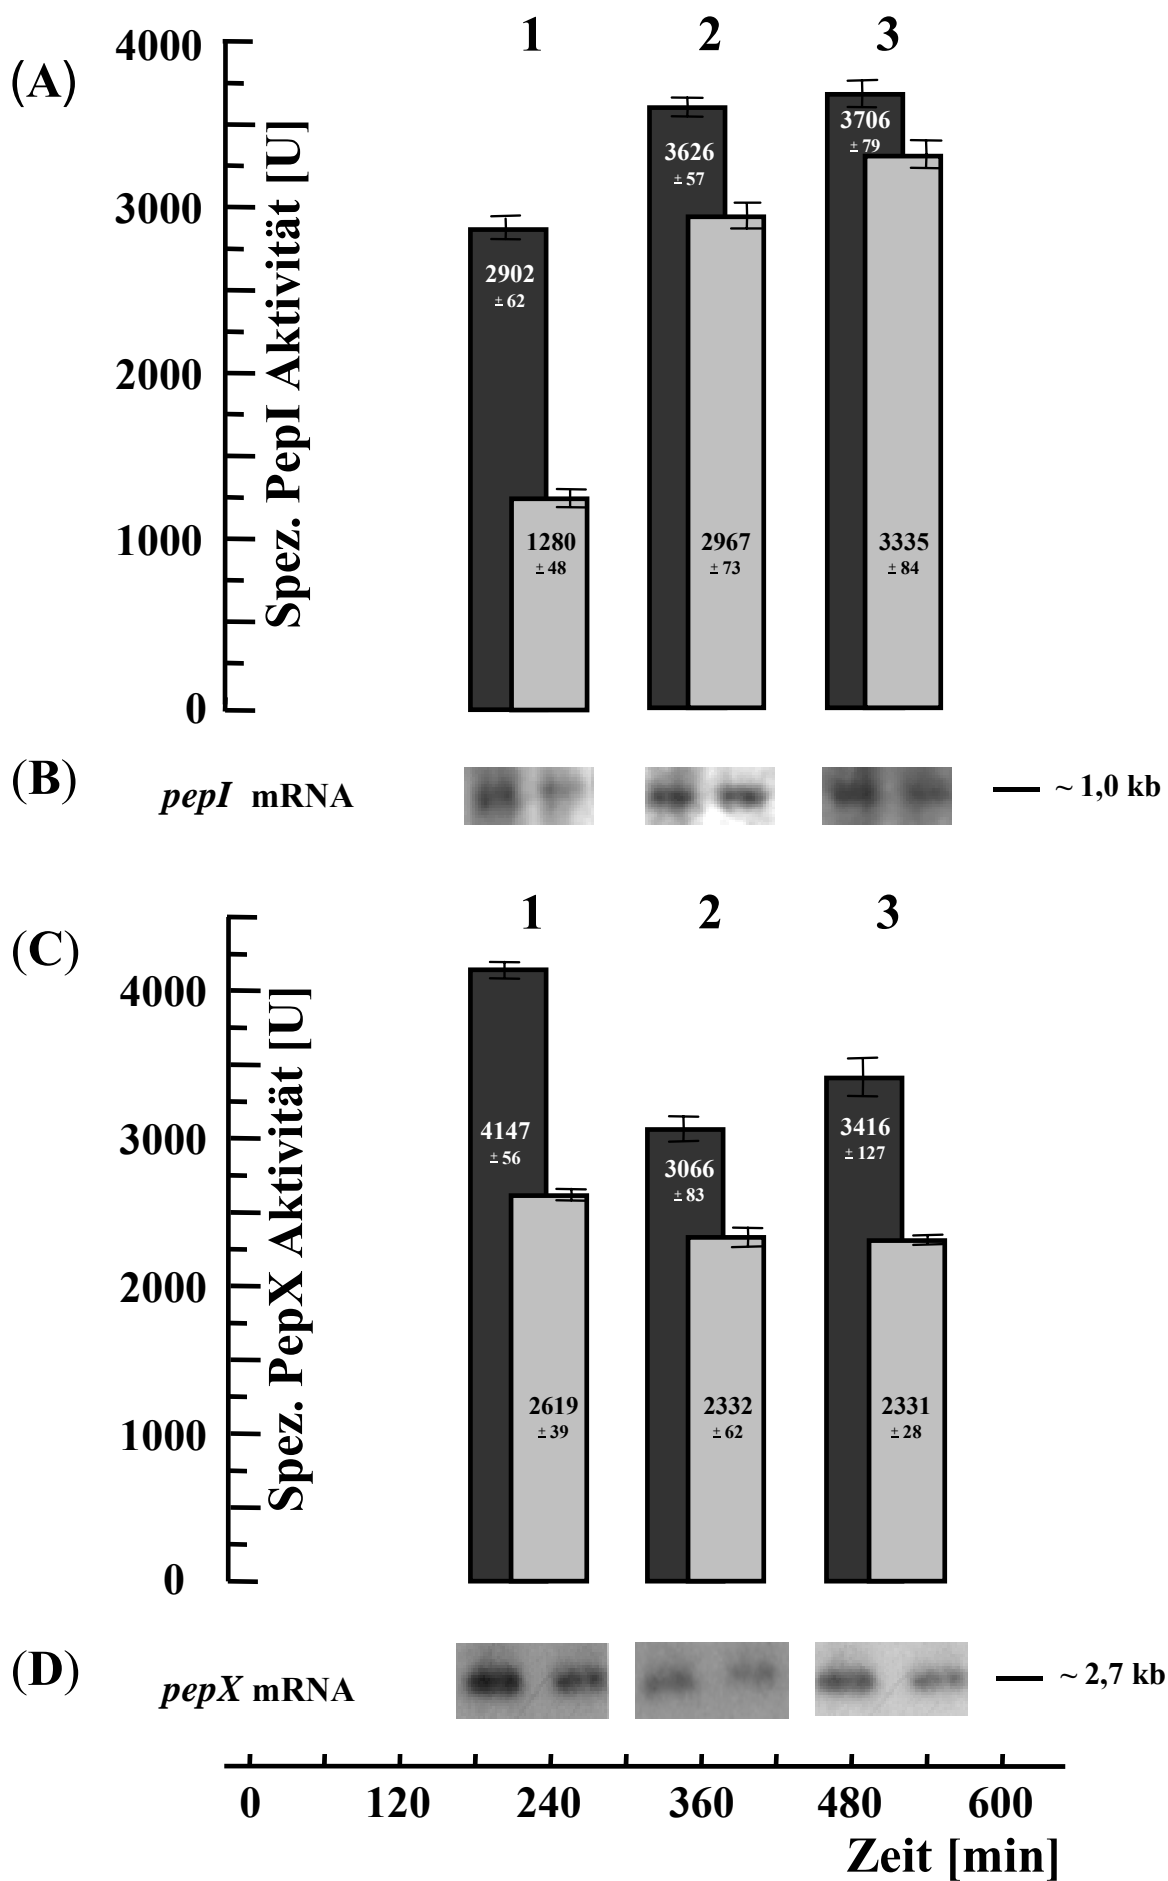 (A)
1 2 3
4000
3000
2000
1000
0
Spez. PepI Aktivität [U]
2902
± 62
1280
± 48
3626
± 57
2967
± 73
3706
± 79
3335
± 84
(B)
pepI mRNA
~ 1,0 kb
(C)
1 2 3
4000
3000
2000
1000
0
Spez. PepX Aktivität [U]
4147
± 56
2619
± 39
3066
± 83
2332
± 62
3416
± 127
2331
± 28
(D)
pepX mRNA
~ 2,7 kb
0 120 240 360 480 600
Zeit [min]